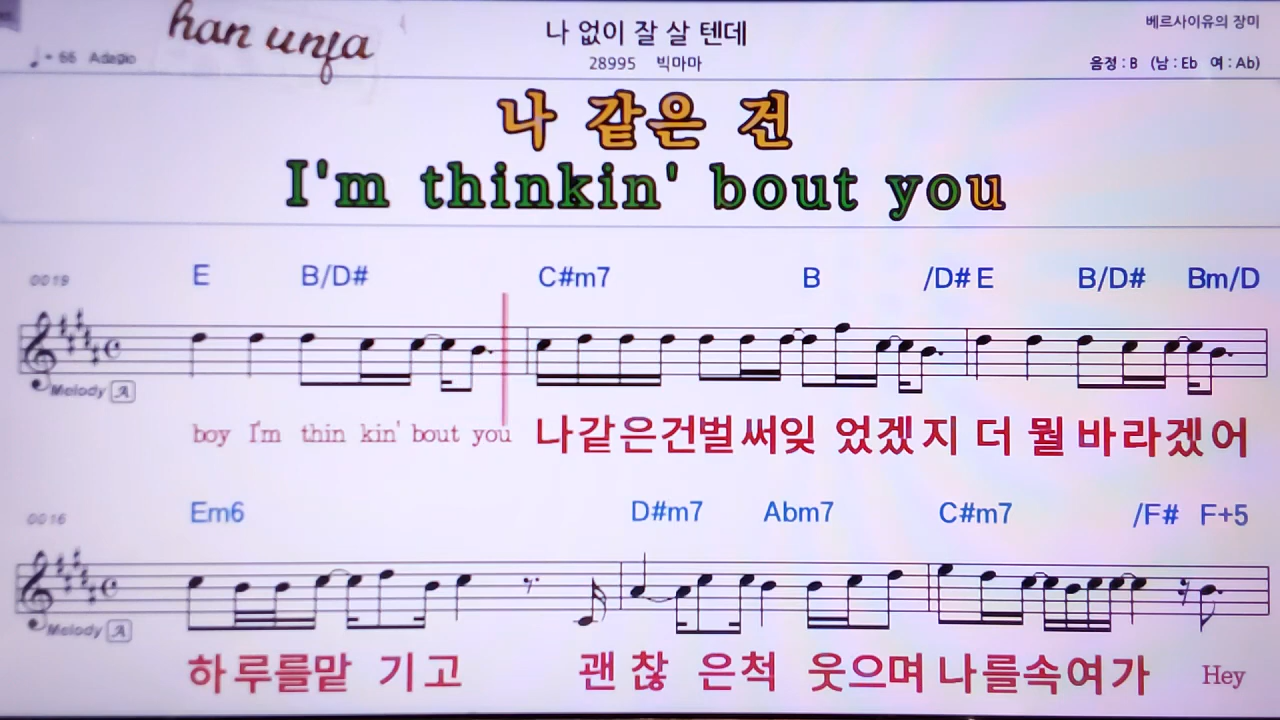 han unja
나 없이 잘 살 텐데
베르사이유의 장미
♩= 66 Adagio
28995 빅마마
음정 : B (남 : Eb 여 : Ab)
나 같은 건
I'm thinkin' bout you
0019 E B/D# C#m7 B /D# E B/D# Bm/D
Melody A
boy I'm thin kin' bout you 나같은건벌써잊 었겠지 더 뭘 바라겠어
0016 Em6 D#m7 Abm7 C#m7 /F# F+5
Melody A
하루를맡 기고 괜찮 은척 웃으며 나를속여가 Hey